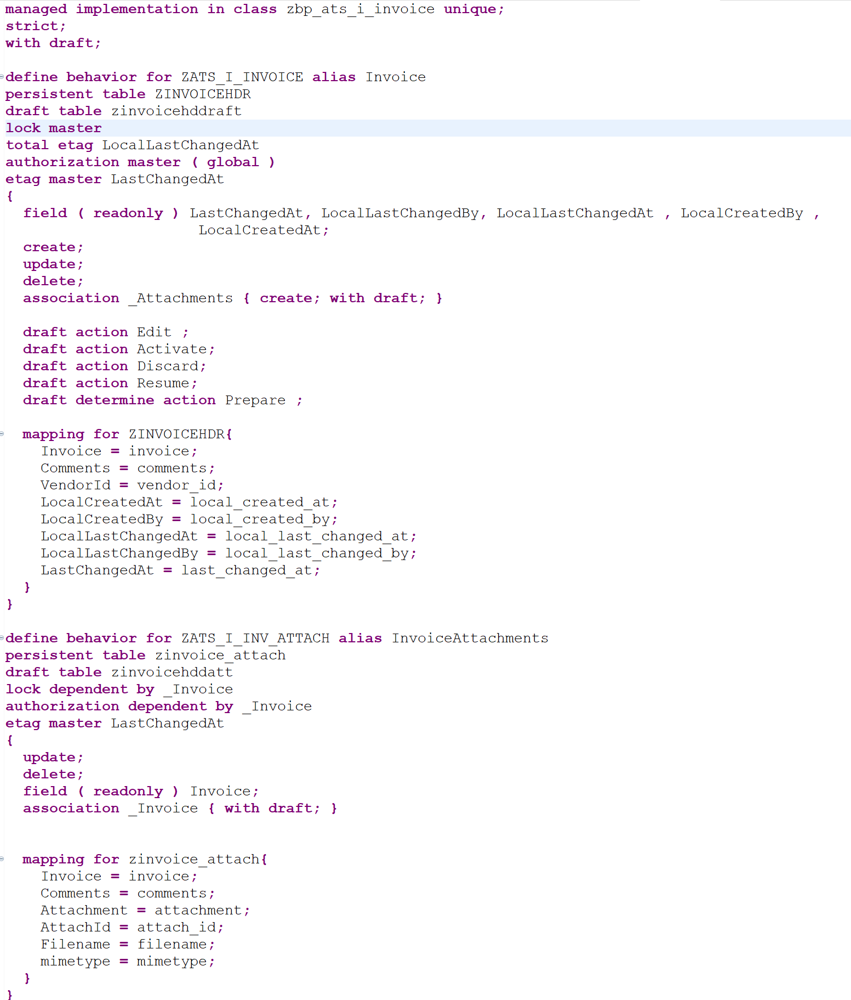 managed implementation in class zbp_ats_i_invoice unique;
strict;
with draft;

define behavior for ZATS_I_INVOICE alias Invoice
persistent table ZINVOICEHDR
draft table zinvoicehddraft
lock master
total etag LocalLastChangedAt
authorization master ( global )
etag master LastChangedAt
{
  field ( readonly ) LastChangedAt, LocalLastChangedBy, LocalLastChangedAt , LocalCreatedBy ,
                      LocalCreatedAt;
  create;
  update;
  delete;
  association _Attachments { create; with draft; }

  draft action Edit ;
  draft action Activate;
  draft action Discard;
  draft action Resume;
  draft determine action Prepare ;

  mapping for ZINVOICEHDR{
    Invoice = invoice;
    Comments = comments;
    VendorId = vendor_id;
    LocalCreatedAt = local_created_at;
    LocalCreatedBy = local_created_by;
    LocalLastChangedAt = local_last_changed_at;
    LocalLastChangedBy = local_last_changed_by;
    LastChangedAt = last_changed_at;
  }
}

define behavior for ZATS_I_INV_ATTACH alias InvoiceAttachments
persistent table zinvoice_attach
draft table zinvoicehddatt
lock dependent by _Invoice
authorization dependent by _Invoice
etag master LastChangedAt
{
  update;
  delete;
  field ( readonly ) Invoice;
  association _Invoice { with draft; }


  mapping for zinvoice_attach{
    Invoice = invoice;
    Comments = comments;
    Attachment = attachment;
    AttachId = attach_id;
    Filename = filename;
    mimetype = mimetype;
  }
}